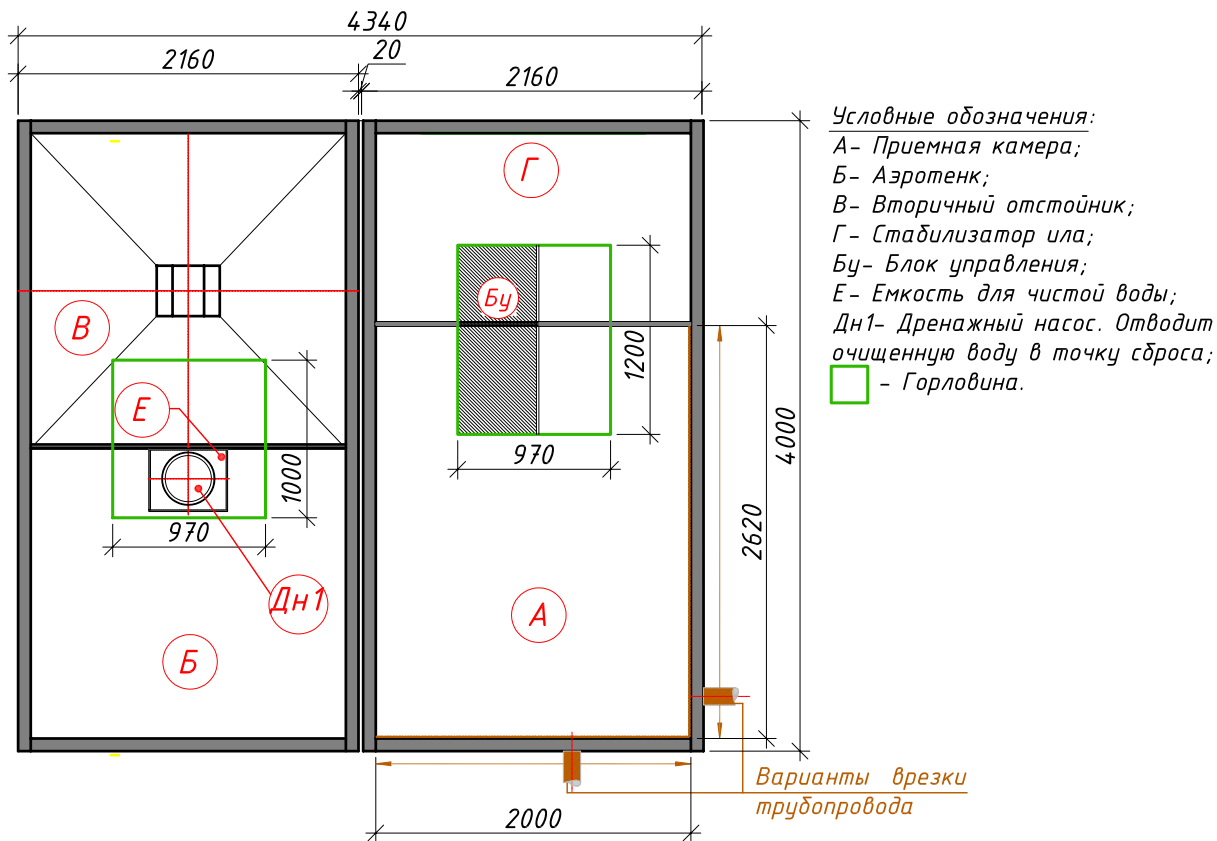 4340
20
2160
2160
Условные обозначения:
А- Приемная камера;
Б- Аэротенк;
В- Вторичный отстойник;
Г- Стабилизатор ила;
Бу- Блок управления;
Е- Емкость для чистой воды;
Дн1- Дренажный насос. Отводит
очищенную воду в точку сброса;
- Горловина.
Г
Бу
В
1200
Е
4000
970
1000
970
2620
Дн1
А
Б
Варианты врезки
трубопровода
2000